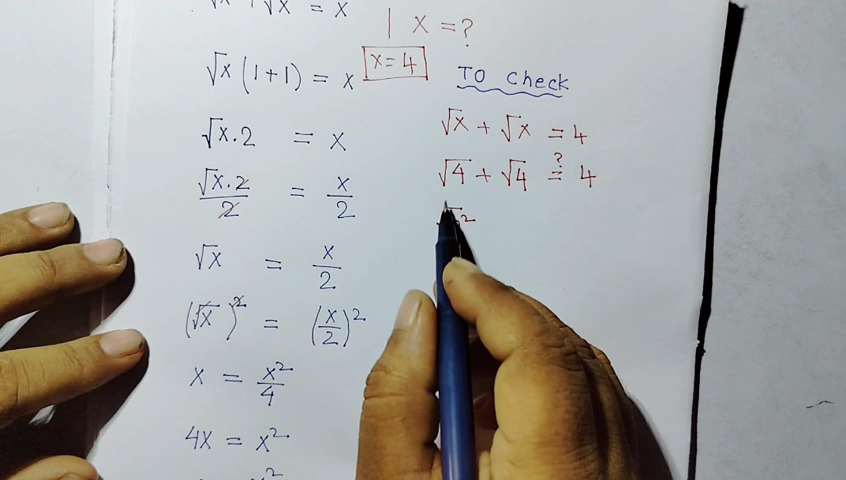 √x + √x = x
√x (1+1) = x
√x . 2 = x
√x . 2 / 2 = x / 2
√x = x / 2
(√x)² = (x/2)²
x = x² / 4
4x = x²
x = ?
x = 4
TO check
√x + √x = 4
√4 + √4 ≟ 4